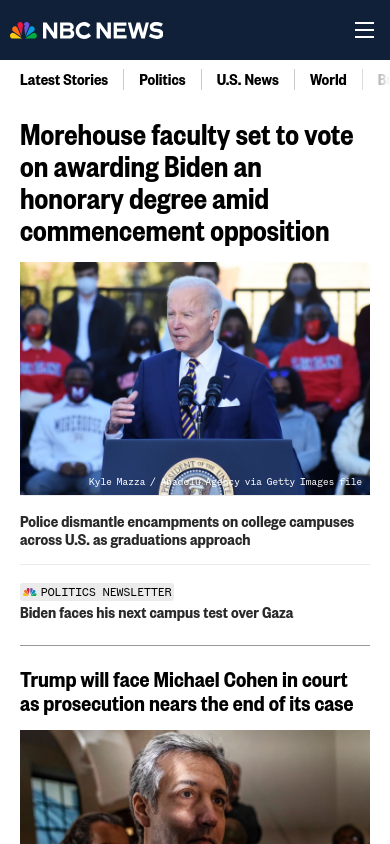 NBC NEWS
Latest Stories
Politics
U.S. News
World
Morehouse faculty set to vote
on awarding Biden an
honorary degree amid
commencement opposition
Kyle Mazza / Anadolu Agency via Getty Images file
Police dismantle encampments on college campuses
across U.S. as graduations approach
POLITICS NEWSLETTER
Biden faces his next campus test over Gaza
Trump will face Michael Cohen in court
as prosecution nears the end of its case